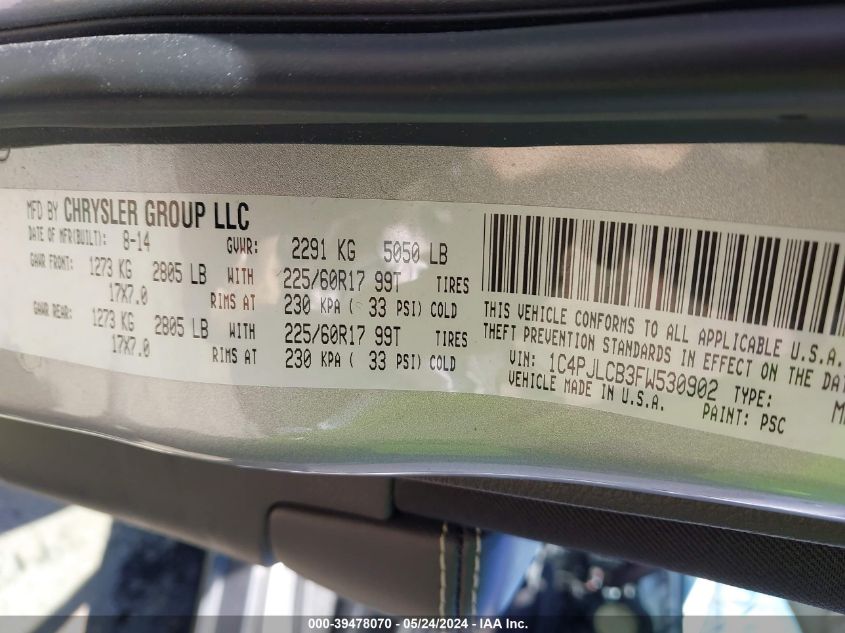 MFD BY CHRYSLER GROUP LLC
DATE OF MFR(BUILT): 8-14 GVWR: 2291 KG 5050 LB
GAWR FRONT: 1273 KG 2805 LB WITH 225/60R17 99T TIRES
17X7.0 RIMS AT 230 KPA ( 33 PSI) COLD
GAWR REAR: 1273 KG 2805 LB WITH 225/60R17 99T TIRES
17X7.0 RIMS AT 230 KPA ( 33 PSI) COLD
THIS VEHICLE CONFORMS TO ALL APPLICABLE U.S.A.
THEFT PREVENTION STANDARDS IN EFFECT ON THE DA
VIN: 1C4PJLCB3FW530902 TYPE:
VEHICLE MADE IN U.S.A. PAINT: PSC
000-39478070 - 05/24/2024 - IAAI Inc.